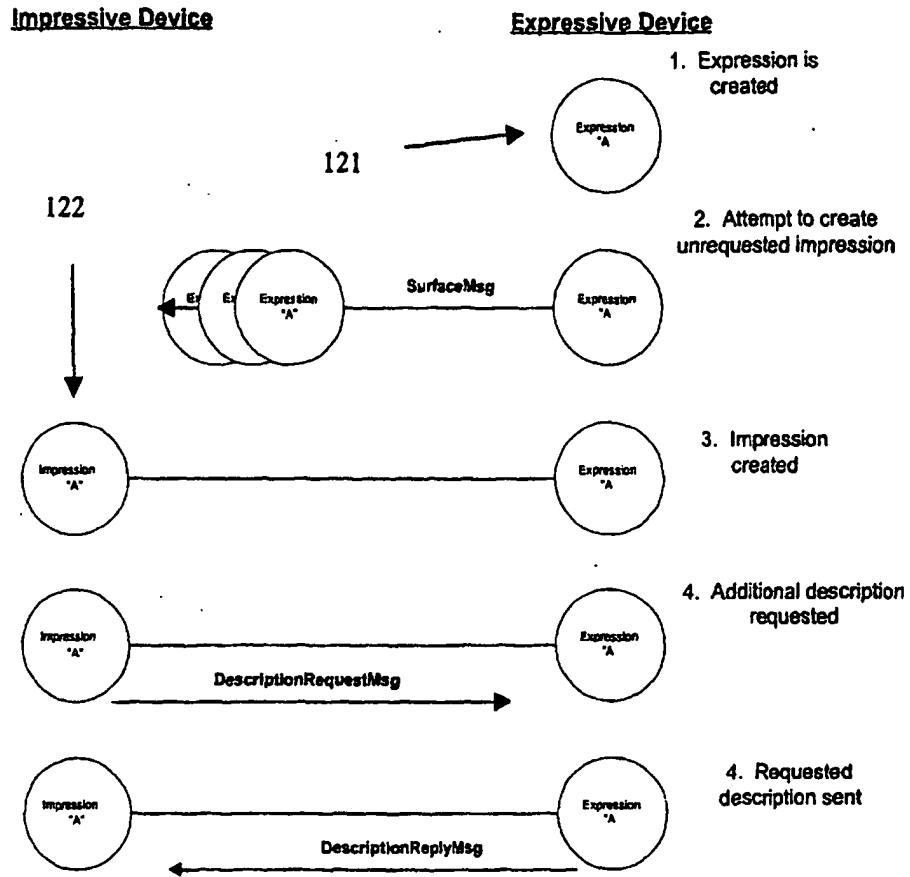 Impressive Device
Expressive Device
1. Expression is
created
Expression
"A
121
122
2. Attempt to create
unrequested impression
Ex
Ex
Expression
"A"
SurfaceMsg
Expression
"A
3. Impression
created
Impression
"A"
Expression
"A
4. Additional description
requested
Impression
"A"
Expression
"A
DescriptionRequestMsg
4. Requested
description sent
Impression
"A"
Expression
"A
DescriptionReplyMsg